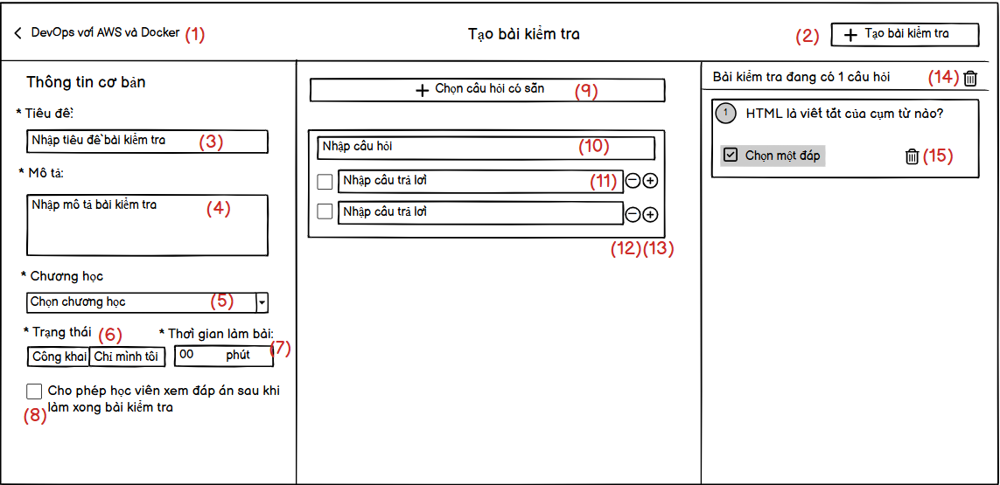 DevOps với AWS và Docker (1)
Tạo bài kiểm tra
(2) + Tạo bài kiểm tra
Thông tin cơ bản
* Tiêu đề:
Nhập tiêu đề bài kiểm tra (3)
* Mô tả:
Nhập mô tả bài kiểm tra (4)
* Chương học
Chọn chương học (5)
* Trạng thái (6)
Công khai Chỉ mình tôi
* Thời gian làm bài:
00 phút (7)
Cho phép học viên xem đáp án sau khi
(8) làm xong bài kiểm tra
+ Chọn câu hỏi có sẵn (9)
Nhập câu hỏi (10)
Nhập câu trả lời (11)
Nhập câu trả lời
(12)(13)
Bài kiểm tra đang có 1 câu hỏi (14)
1 HTML là viết tắt của cụm từ nào?
Chọn một đáp (15)